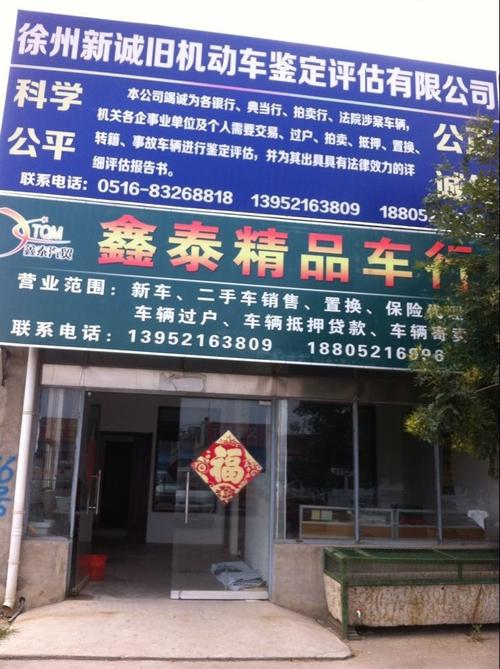 徐州新诚旧机动车鉴定评估有限公司
科学
公平
本公司竭诚为各银行、典当行、拍卖行、法院涉案车辆，
机关各企事业单位及个人需要交易、过户、拍卖、抵押、置换、
转籍、事故车辆进行鉴定评估，并为其出具具有法律效力的详
细评估报告书。
公
诚
联系电话：0516-83268818 13952163809 188052
TOM
鑫泰汽贸
鑫泰精品车行
营业范围：新车、二手车销售、置换、保险代
车辆过户、车辆抵押贷款、车辆寄卖
联系电话：13952163809 18805216996
福